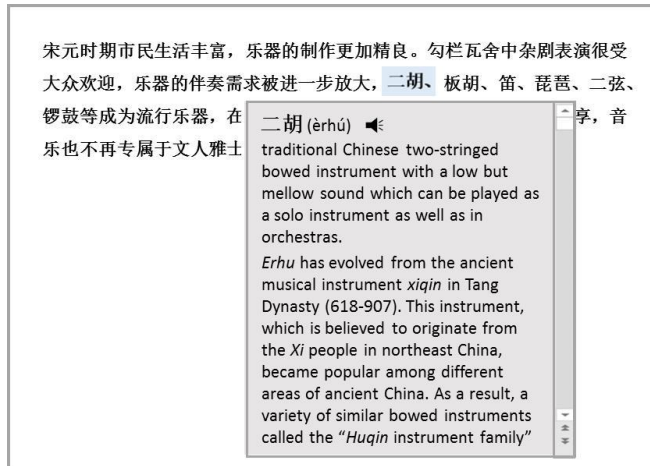 宋元时期市民生活丰富，乐器的制作更加精良。勾栏瓦舍中杂剧表演很受
大众欢迎，乐器的伴奏需求被进一步放大，二胡、板胡、笛、琵琶、二弦、
锣鼓等成为流行乐器，在
享，音
乐也不再专属于文人雅士
二胡 (èrhú)
traditional Chinese two-stringed
bowed instrument with a low but
mellow sound which can be played as
a solo instrument as well as in
orchestras.
Erhu has evolved from the ancient
musical instrument xiqin in Tang
Dynasty (618-907). This instrument,
which is believed to originate from
the Xi people in northeast China,
became popular among different
areas of ancient China. As a result, a
variety of similar bowed instruments
called the “Huqin instrument family”